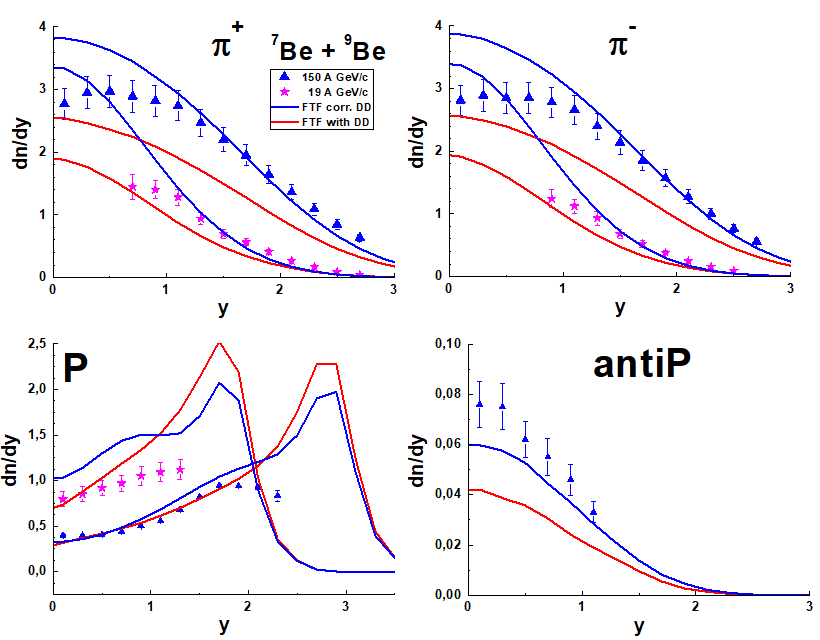 π+ ⁷Be + ⁹Be
150 A GeV/c
19 A GeV/c
FTF corr. DD
FTF with DD
dn/dy
4
3
2
1
0
0 1 2 3
y
π-
dn/dy
4
3
2
1
0
0 1 2 3
y
P
dn/dy
2,5
2,0
1,5
1,0
0,5
0,0
0 1 2 3
y
antiP
dn/dy
0,10
0,08
0,06
0,04
0,02
0,00
0 1 2 3
y